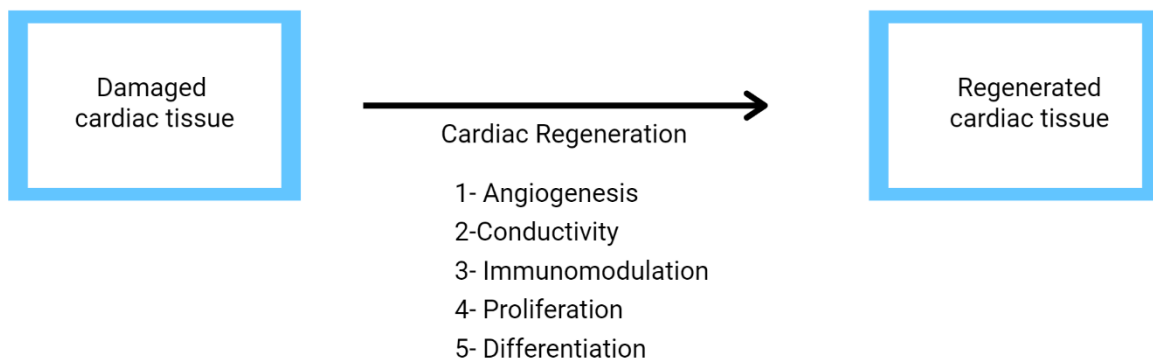 Damaged
cardiac tissue
Cardiac Regeneration
1- Angiogenesis
2-Conductivity
3- Immunomodulation
4- Proliferation
5- Differentiation
Regenerated
cardiac tissue